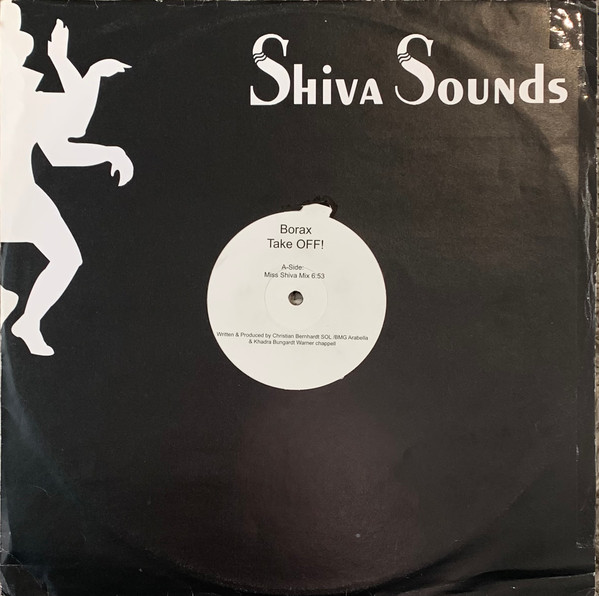 Shiva Sounds
Borax
Take OFF!
A-Side:
Miss Shiva Mix 6:53
Written & Produced by Christian Bernhardt SOL /BMG Arabella
& Khadra Bungardt Warner chappell